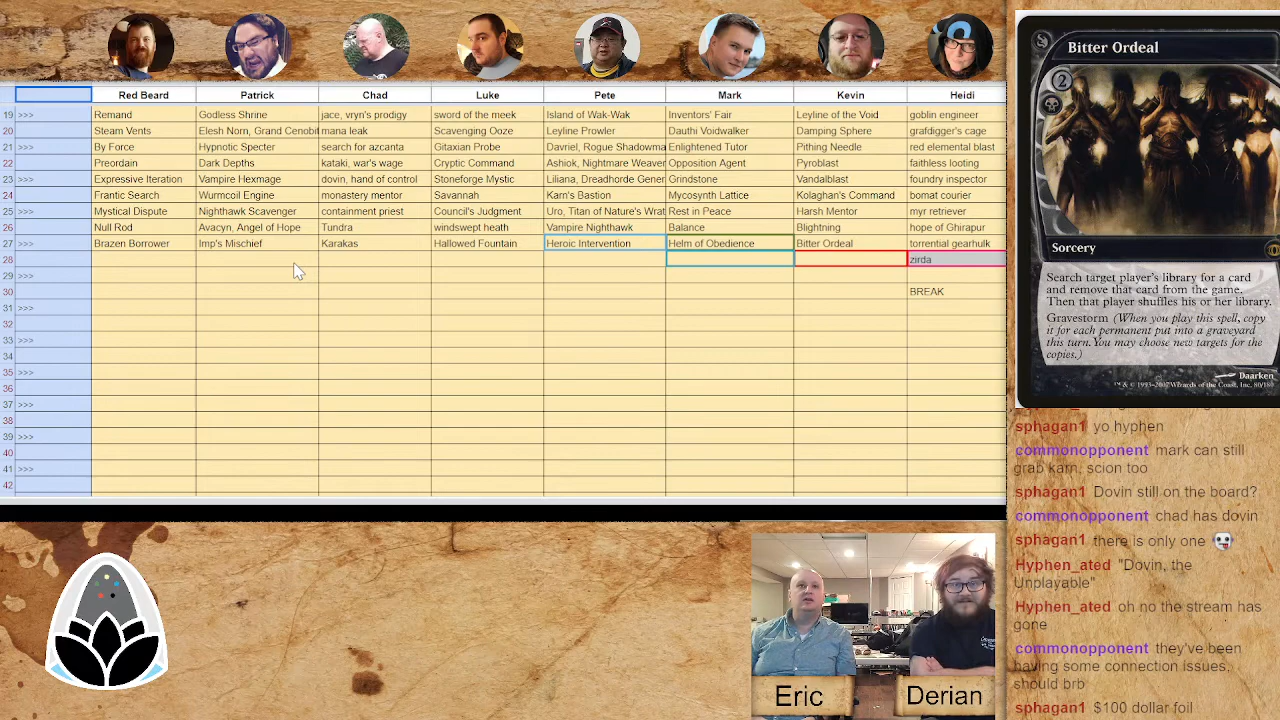 Red Beard Patrick Chad Luke Pete Mark Kevin Heidi
19 >>> Remand Godless Shrine jace, vryn's prodigy sword of the meek Island of Wak-Wak Inventors' Fair Leyline of the Void goblin engineer
20 Steam Vents Elesh Norn, Grand Cenobit mana leak Scavenging Ooze Leyline Prowler Dauthi Voidwalker Damping Sphere grafdigger's cage
21 >>> By Force Hypnotic Specter search for azcanta Gitaxian Probe Davriel, Rogue Shadowma Enlightened Tutor Pithing Needle red elemental blast
22 Preordain Dark Depths kataki, war's wage Cryptic Command Ashiok, Nightmare Weaver Opposition Agent Pyroblast faithless looting
23 >>> Expressive Iteration Vampire Hexmage dovin, hand of control Stoneforge Mystic Liliana, Dreadhorde Gener Grindstone Vandalblast foundry inspector
24 Frantic Search Wurmcoil Engine monastery mentor Savannah Karn's Bastion Mycosynth Lattice Kolaghan's Command bomat courier
25 >>> Mystical Dispute Nighthawk Scavenger containment priest Council's Judgment Uro, Titan of Nature's Wrat Rest in Peace Harsh Mentor myr retriever
26 Null Rod Avacyn, Angel of Hope Tundra windswept heath Vampire Nighthawk Balance Blightning hope of Ghirapur
27 >>> Brazen Borrower Imp's Mischief Karakas Hallowed Fountain Heroic Intervention Helm of Obedience Bitter Ordeal torrential gearhulk
28 zirda
29 >>>
30 BREAK
31 >>>
32
33 >>>
34
35 >>>
36
37 >>>
38
39 >>>
40
41 >>>
42
Bitter Ordeal
2
Sorcery
Search target player's library for a card
and remove that card from the game.
Then that player shuffles his or her library.
Gravestorm (When you play this spell, copy
it for each permanent put into a graveyard
this turn. You may choose new targets for the
copies.)
Daarken
™ & © 1993–2007 Wizards of the Coast, Inc. 80/180
sphagan1 yo hyphen
commonopponent mark can still
grab karn, scion too
sphagan1 Dovin still on the board?
commonopponent chad has dovin
sphagan1 there is only one
Hyphen_ated "Dovin, the
Unplayable"
Hyphen_ated oh no the stream has
gone
commonopponent they've been
having some connection issues,
should brb
sphagan1 $100 dollar foil
Eric
Derian